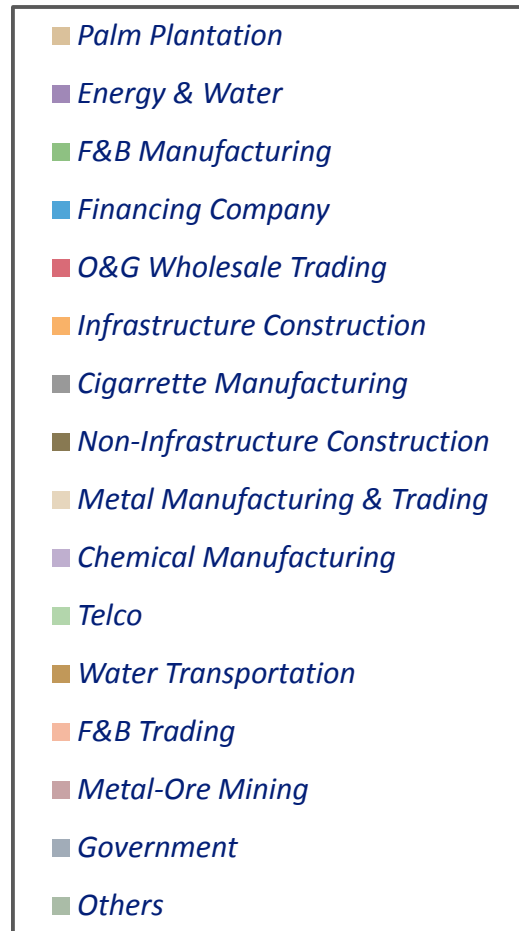 Palm Plantation
Energy & Water
F&B Manufacturing
Financing Company
O&G Wholesale Trading
Infrastructure Construction
Cigarrette Manufacturing
Non-Infrastructure Construction
Metal Manufacturing & Trading
Chemical Manufacturing
Telco
Water Transportation
F&B Trading
Metal-Ore Mining
Government
Others